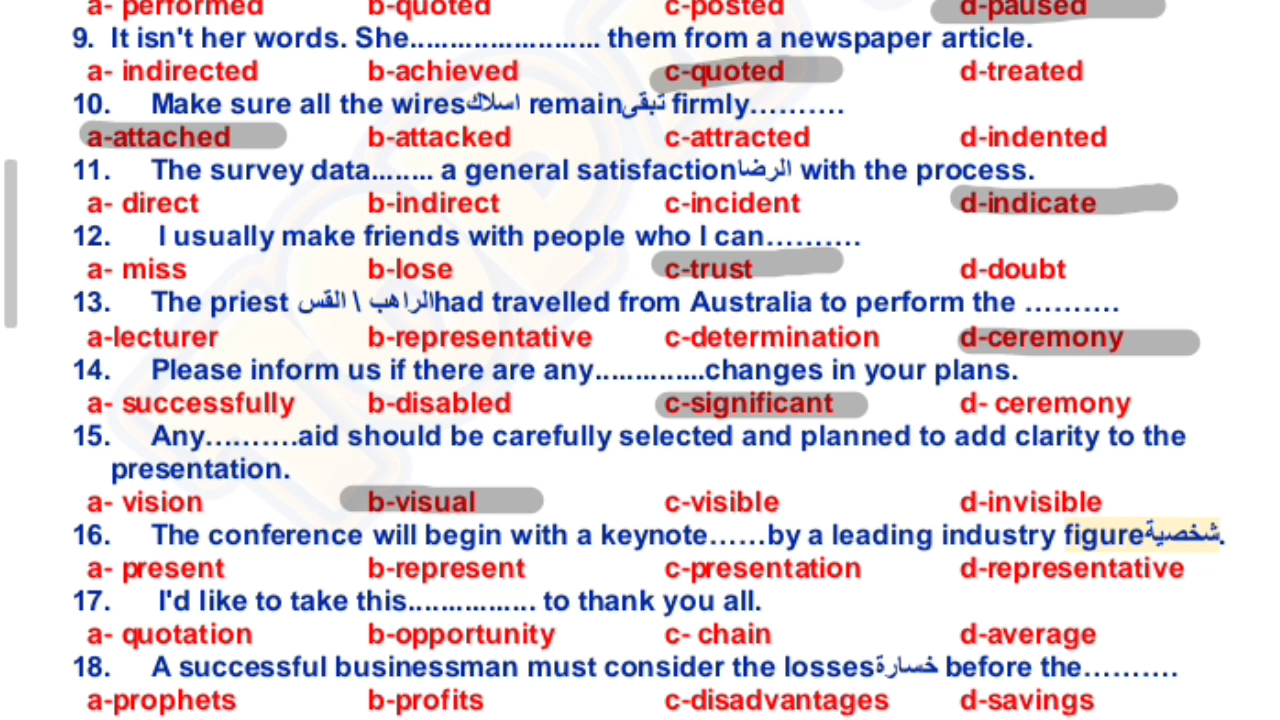 a- performed b-quoted c-posted d-paused
9. It isn't her words. She........................ them from a newspaper article.
a- indirected b-achieved c-quoted d-treated
10. Make sure all the wiresاسلاك remainتبقى firmly……….
a-attached b-attacked c-attracted d-indented
11. The survey data........ a general satisfactionالرضا with the process.
a- direct b-indirect c-incident d-indicate
12. I usually make friends with people who I can……….
a- miss b-lose c-trust d-doubt
13. The priest الراهب \ القسhad travelled from Australia to perform the ……….
a-lecturer b-representative c-determination d-ceremony
14. Please inform us if there are any..............changes in your plans.
a- successfully b-disabled c-significant d- ceremony
15. Any……….aid should be carefully selected and planned to add clarity to the
presentation.
a- vision b-visual c-visible d-invisible
16. The conference will begin with a keynote……by a leading industry figureشخصية.
a- present b-represent c-presentation d-representative
17. I'd like to take this................ to thank you all.
a- quotation b-opportunity c- chain d-average
18. A successful businessman must consider the lossesخسارة before the……….
a-prophets b-profits c-disadvantages d-savings